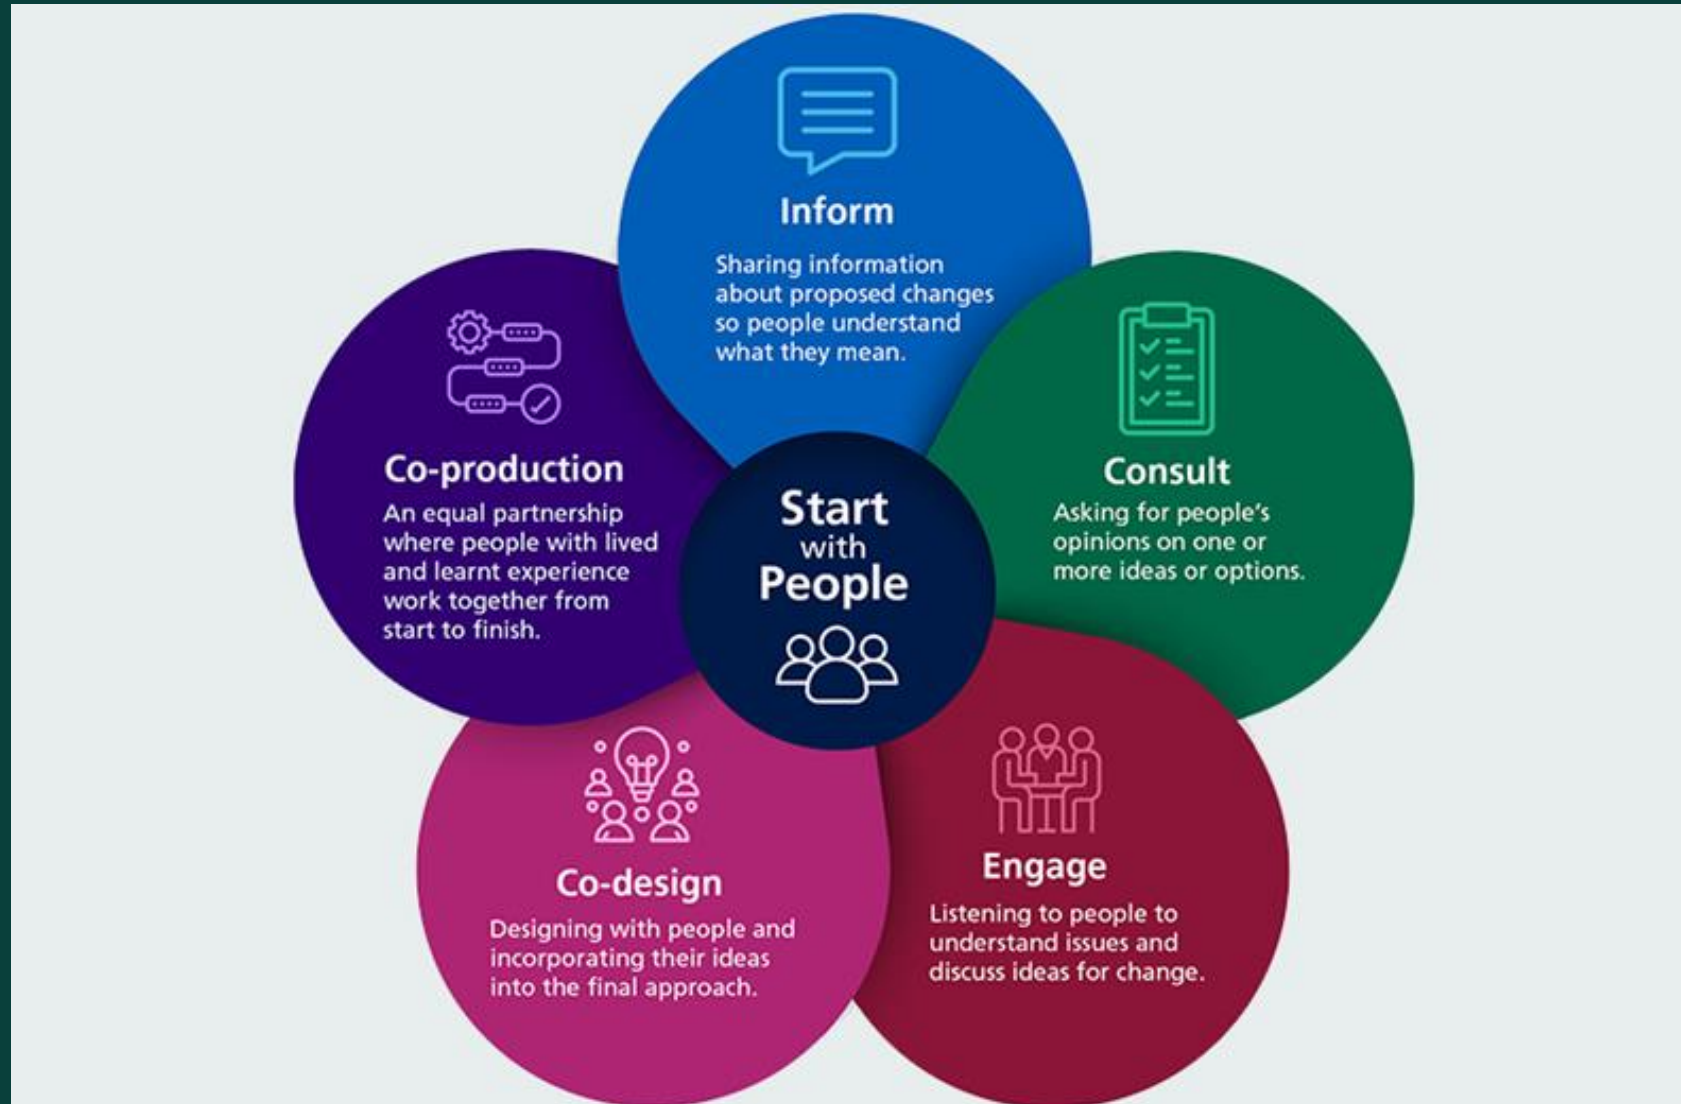 Inform
Sharing information
about proposed changes
so people understand
what they mean.
Consult
Asking for people's
opinions on one or
more ideas or options.
Engage
Listening to people to
understand issues and
discuss ideas for change.
Co-design
Designing with people and
incorporating their ideas
into the final approach.
Co-production
An equal partnership
where people with lived
and learnt experience
work together from
start to finish.
Start
with
People